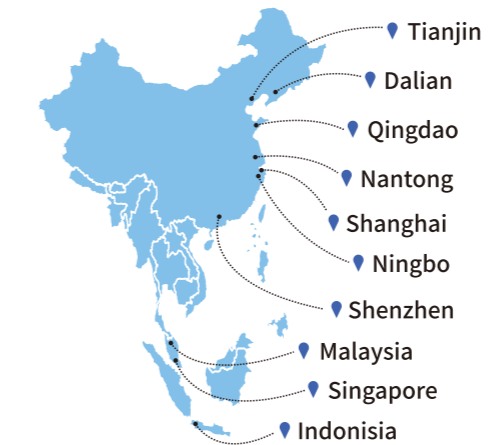 Tianjin
Dalian
Qingdao
Nantong
Shanghai
Ningbo
Shenzhen
Malaysia
Singapore
Indonisia